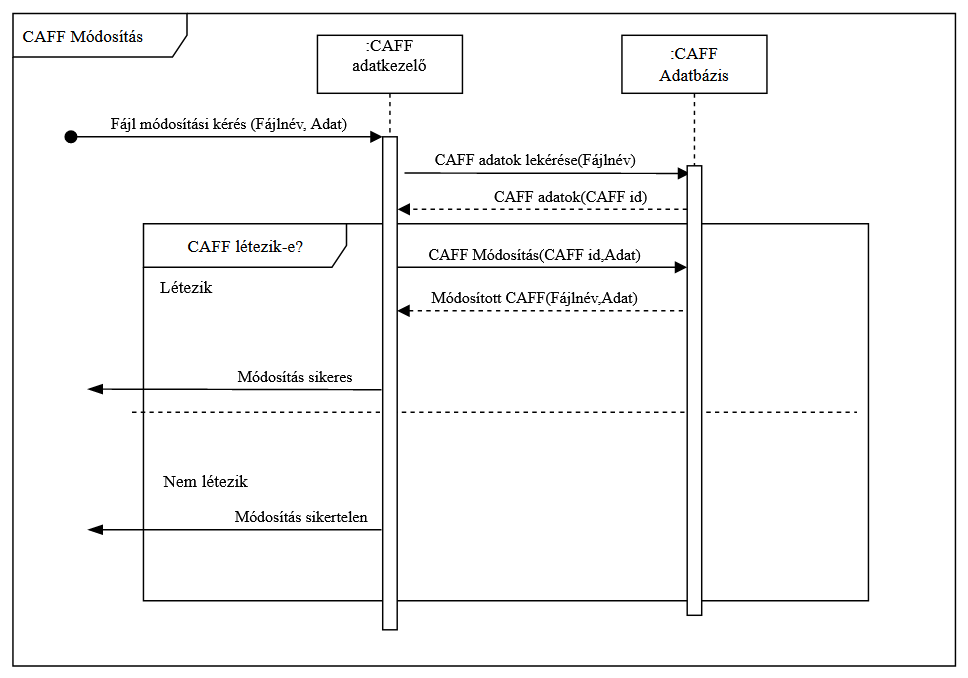 CAFF Módosítás
:CAFF
adatkezelő
:CAFF
Adatbázis
Fájl módosítási kérés (Fájlnév, Adat)
CAFF adatok lekérése(Fájlnév)
CAFF adatok(CAFF id)
CAFF létezik-e?
CAFF Módosítás(CAFF id,Adat)
Létezik
Módosított CAFF(Fájlnév,Adat)
Módosítás sikeres
Nem létezik
Módosítás sikertelen